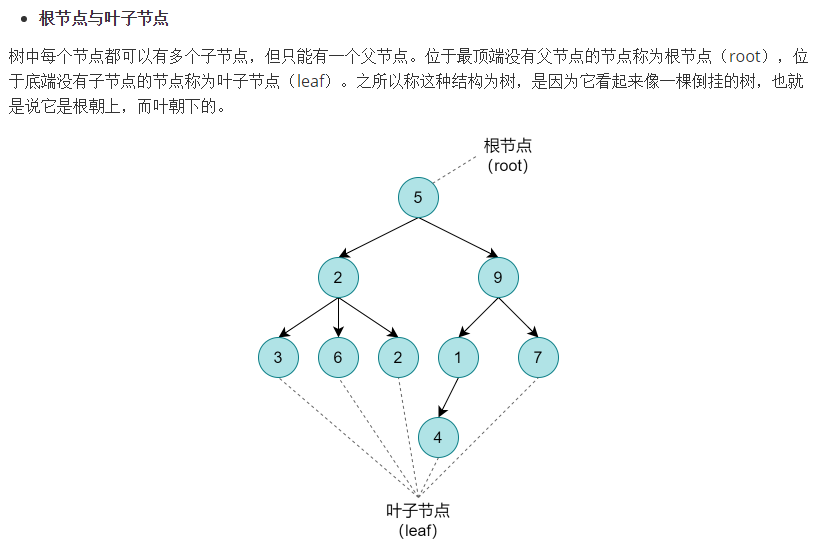 根节点与叶子节点
树中每个节点都可以有多个子节点，但只能有一个父节点。位于最顶端没有父节点的节点称为根节点（root），位
于底端没有子节点的节点称为叶子节点（leaf）。之所以称这种结构为树，是因为它看起来像一棵倒挂的树，也就
是说它是根朝上，而叶朝下的。
根节点
（root）
5
2
9
3
6
2
1
7
4
叶子节点
（leaf）